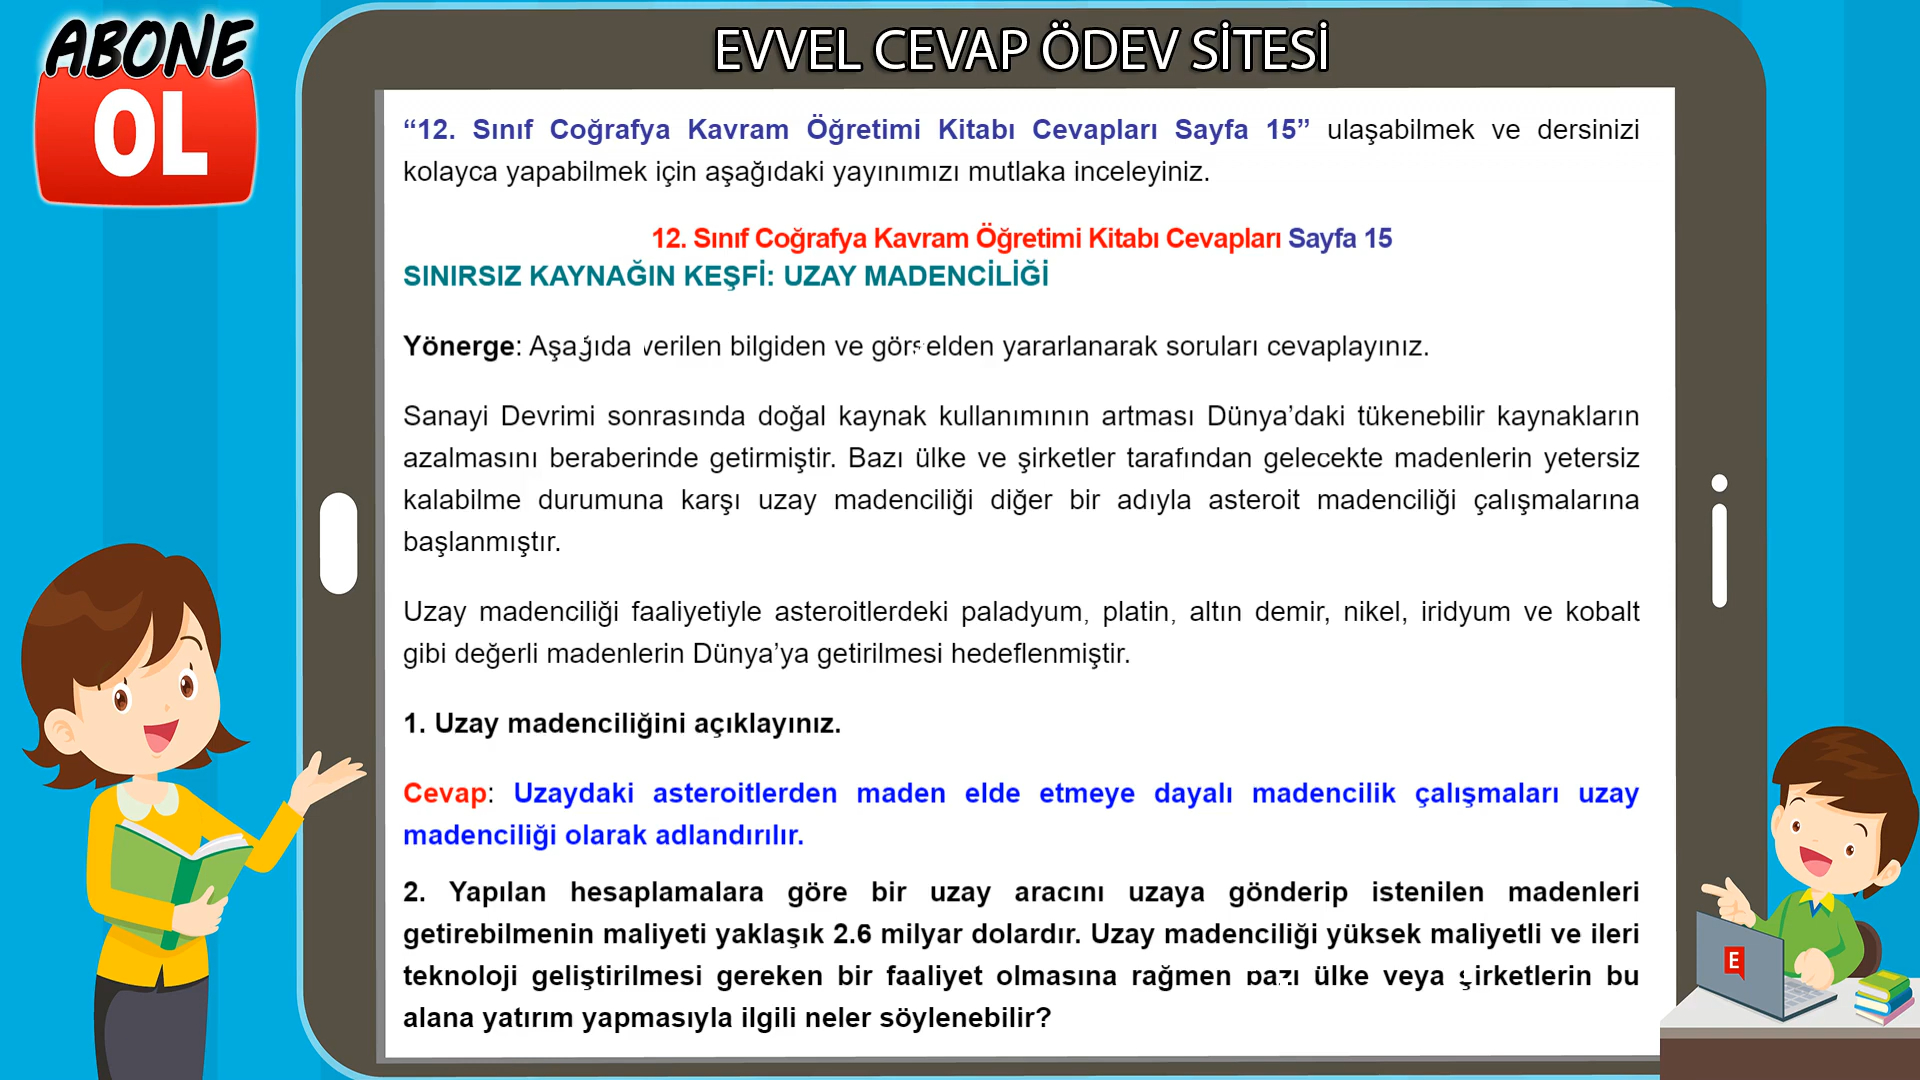 ABONE
OL
EVVEL CEVAP ÖDEV SİTESİ
“12. Sınıf Coğrafya Kavram Öğretimi Kitabı Cevapları Sayfa 15” ulaşabilmek ve dersinizi
kolayca yapabilmek için aşağıdaki yayınımızı mutlaka inceleyiniz.
12. Sınıf Coğrafya Kavram Öğretimi Kitabı Cevapları Sayfa 15
SINIRSIZ KAYNAĞIN KEŞFİ: UZAY MADENCİLİĞİ
Yönerge: Aşağıda verilen bilgiden ve görselden yararlanarak soruları cevaplayınız.
Sanayi Devrimi sonrasında doğal kaynak kullanımının artması Dünya’daki tükenebilir kaynakların
azalmasını beraberinde getirmiştir. Bazı ülke ve şirketler tarafından gelecekte madenlerin yetersiz
kalabilme durumuna karşı uzay madenciliği diğer bir adıyla asteroit madenciliği çalışmalarına
başlanmıştır.
Uzay madenciliği faaliyetiyle asteroitlerdeki paladyum, platin, altın demir, nikel, iridyum ve kobalt
gibi değerli madenlerin Dünya’ya getirilmesi hedeflenmiştir.
1. Uzay madenciliğini açıklayınız.
Cevap: Uzaydaki asteroitlerden maden elde etmeye dayalı madencilik çalışmaları uzay
madenciliği olarak adlandırılır.
2. Yapılan hesaplamalara göre bir uzay aracını uzaya gönderip istenilen madenleri
getirebilmenin maliyeti yaklaşık 2.6 milyar dolardır. Uzay madenciliği yüksek maliyetli ve ileri
teknoloji geliştirilmesi gereken bir faaliyet olmasına rağmen bazı ülke veya şirketlerin bu
alana yatırım yapmasıyla ilgili neler söylenebilir?
E